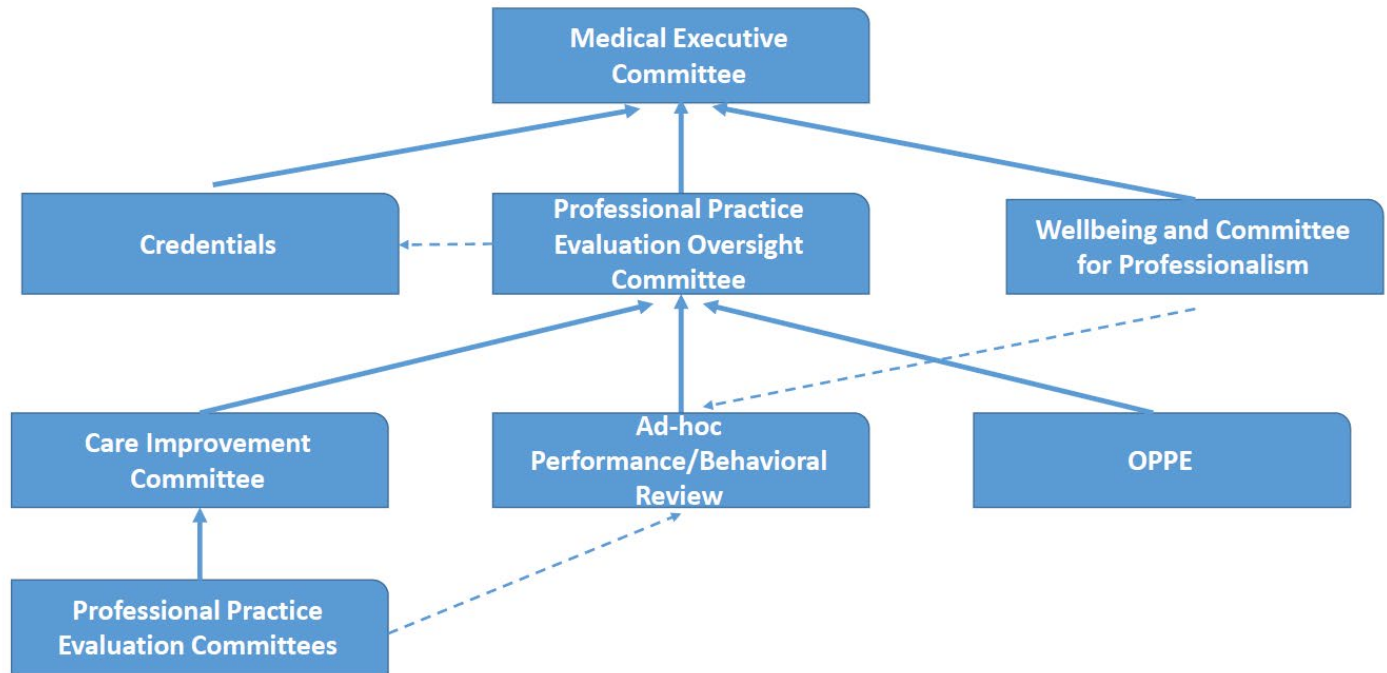 Medical Executive
Committee
Credentials
Professional Practice
Evaluation Oversight
Committee
Wellbeing and Committee
for Professionalism
Care Improvement
Committee
Ad-hoc
Performance/Behavioral
Review
OPPE
Professional Practice
Evaluation Committees